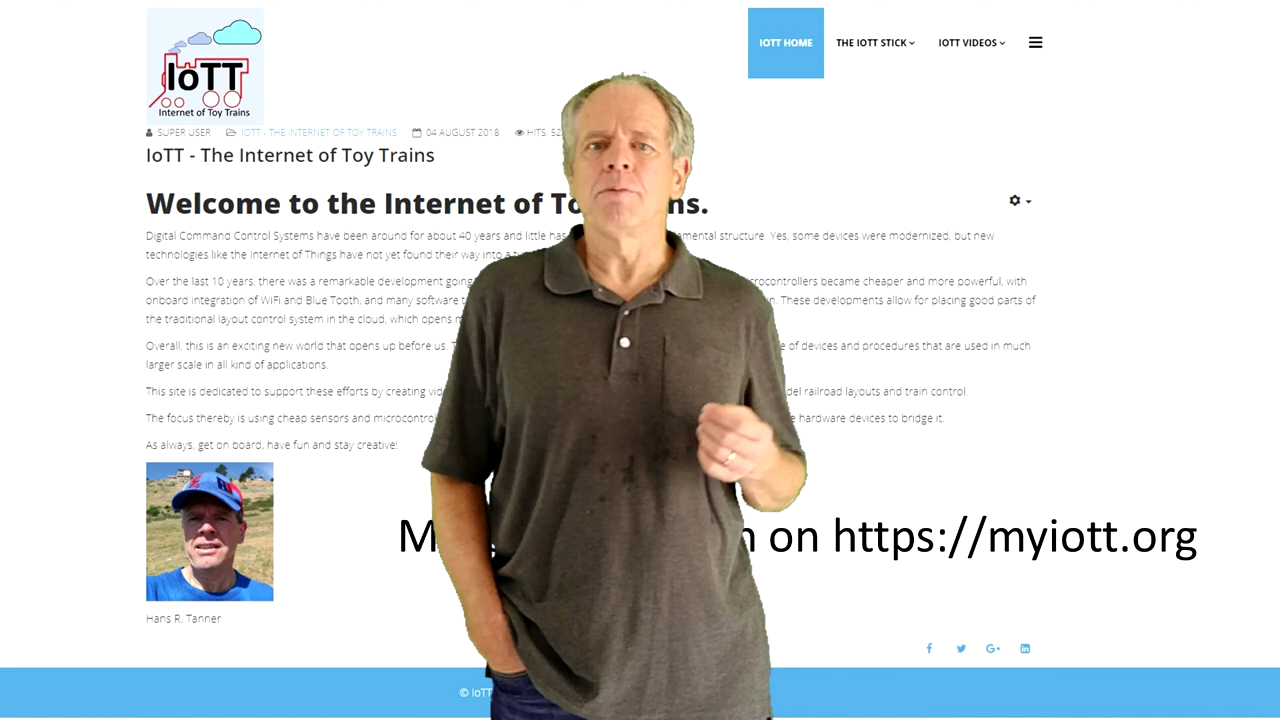 IoTT
Internet of Toy Trains
IOTT HOME
THE IOTT STICK
IOTT VIDEOS
SUPER USER
IOTT - THE INTERNET OF TOY TRAINS
04 AUGUST 2018
HITS: 52
IoTT - The Internet of Toy Trains
Welcome to the Internet of To ns.
Digital Command Control Systems have been around for about 40 years and little has mental structure. Yes, some devices were modernized, but new
technologies like the Internet of Things have not yet found their way into a
Over the last 10 years, there was a remarkable development going crocontrollers became cheaper and more powerful, with
onboard integration of WiFi and Blue Tooth, and many software n. These developments allow for placing good parts of
the traditional layout control system in the cloud, which opens
Overall, this is an exciting new world that opens up before us. e of devices and procedures that are used in much
larger scale in all kind of applications.
This site is dedicated to support these efforts by creating vid del railroad layouts and train control.
The focus thereby is using cheap sensors and microcontrol e hardware devices to bridge it.
As always, get on board, have fun and stay creative!
M n on https://myiott.org
Hans R. Tanner
© IoTT